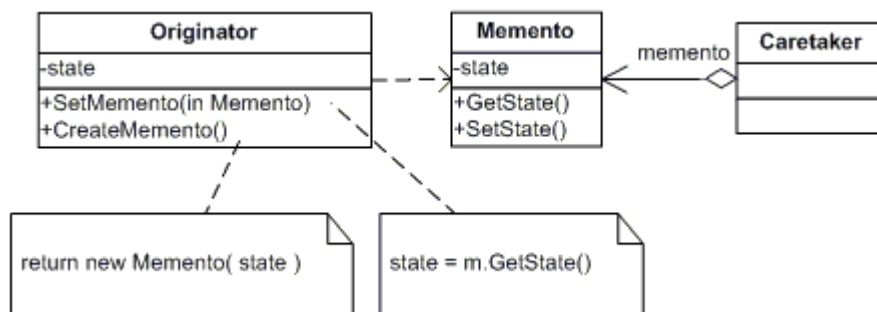 Originator
-state
+SetMemento(in Memento)
+CreateMemento()
Memento
-state
+GetState()
+SetState()
memento
Caretaker
return new Memento( state )
state = m.GetState()